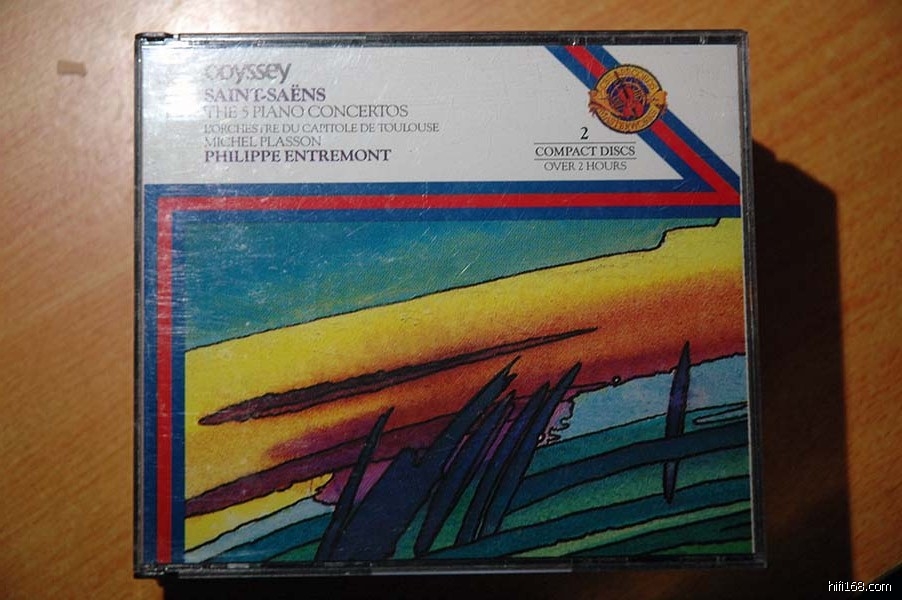 odyssey
SAINT-SAËNS
THE 5 PIANO CONCERTOS
L'ORCHESTRE DU CAPITOLE DE TOULOUSE
MICHEL PLASSON
PHILIPPE ENTREMONT
MASTERWORKS
2
COMPACT DISCS
OVER 2 HOURS
hifi168.com